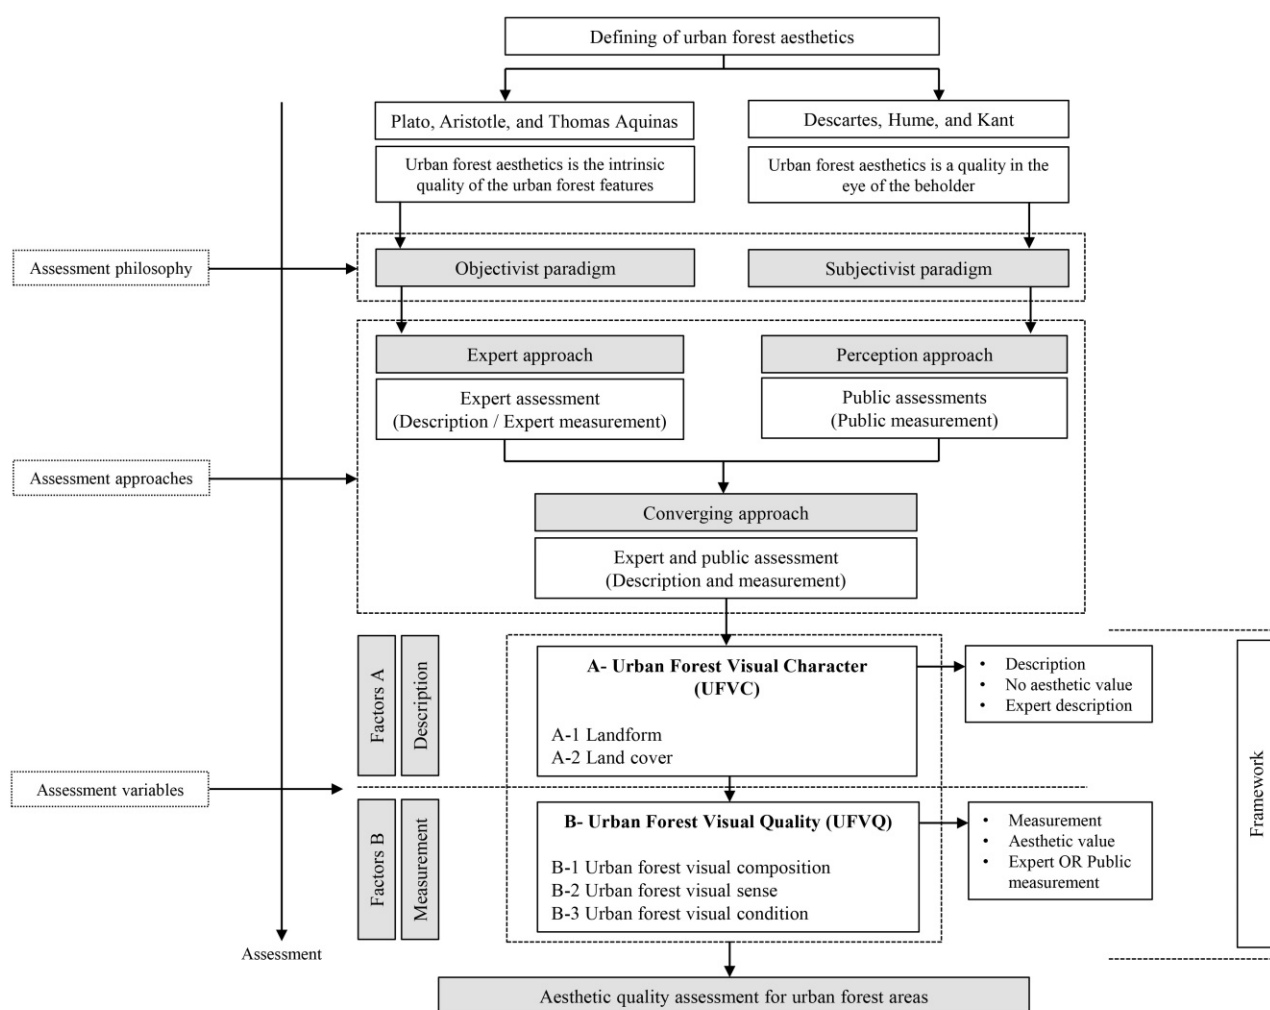 Defining of urban forest aesthetics
Plato, Aristotle, and Thomas Aquinas
Descartes, Hume, and Kant
Urban forest aesthetics is the intrinsic
quality of the urban forest features
Urban forest aesthetics is a quality in the
eye of the beholder
Assessment philosophy
Objectivist paradigm
Subjectivist paradigm
Expert approach
Perception approach
Expert assessment
(Description / Expert measurement)
Public assessments
(Public measurement)
Assessment approaches
Converging approach
Expert and public assessment
(Description and measurement)
Factors A
Description
A- Urban Forest Visual Character
(UFVC)
A-1 Landform
A-2 Land cover
• Description
• No aesthetic value
• Expert description
Framework
Assessment variables
Factors B
Measurement
B- Urban Forest Visual Quality (UFVQ)
B-1 Urban forest visual composition
B-2 Urban forest visual sense
B-3 Urban forest visual condition
• Measurement
• Aesthetic value
• Expert OR Public
measurement
Assessment
Aesthetic quality assessment for urban forest areas